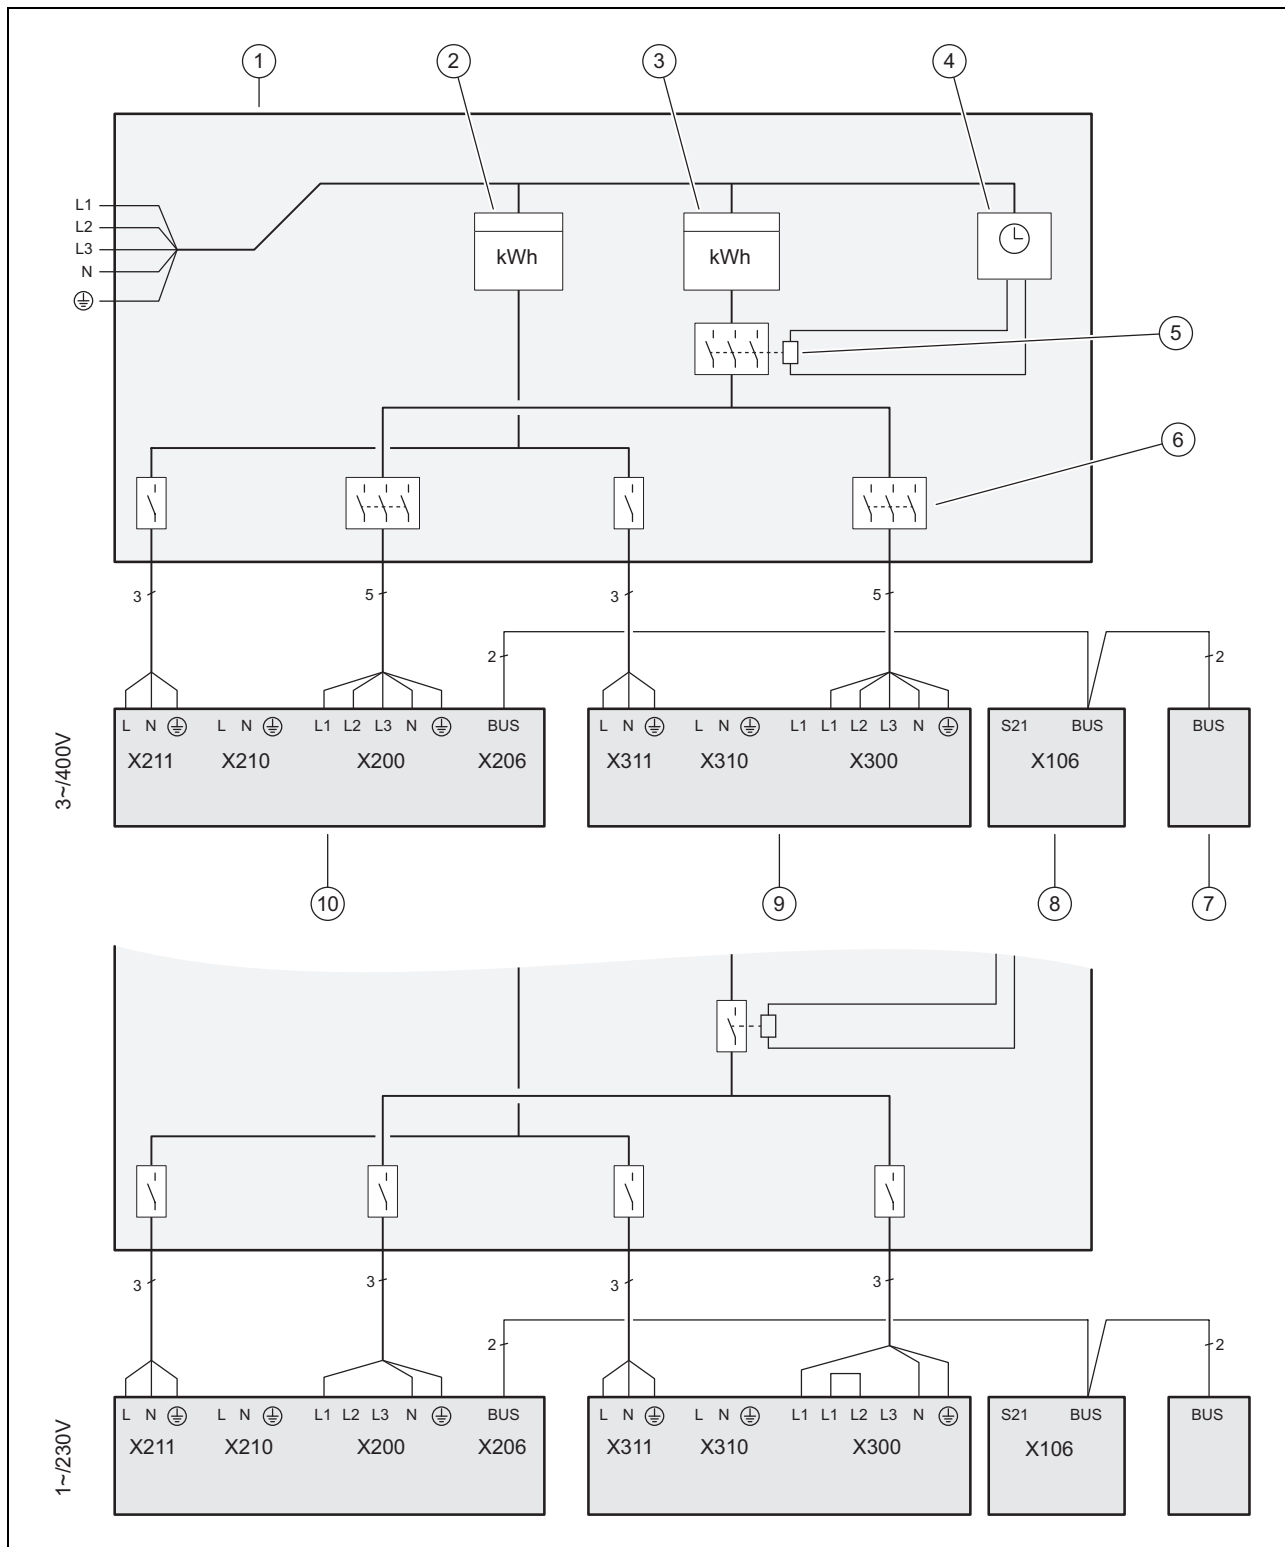 1 2 3 4
L1
L2
L3
N
kWh kWh
5
6
3 5 3 5
2 2
3~/400V
L N L N L1 L2 L3 N BUS L N L N L1 L1 L2 L3 N S21 BUS BUS
X211 X210 X200 X206 X311 X310 X300 X106
10 9 8 7
3 3 3 3
2 2
1~/230V
L N L N L1 L2 L3 N BUS L N L N L1 L1 L2 L3 N S21 BUS BUS
X211 X210 X200 X206 X311 X310 X300 X106